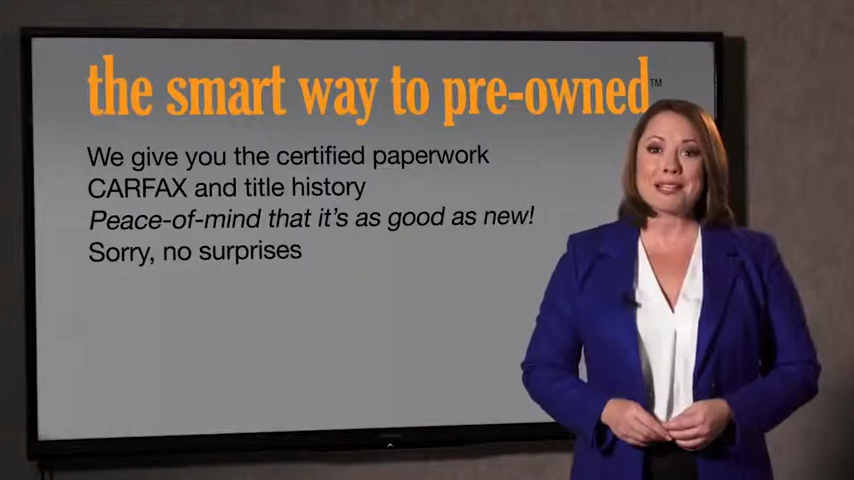 the smart way to pre-owned™
We give you the certified paperwork
CARFAX and title history
Peace-of-mind that it's as good as new!
Sorry, no surprises